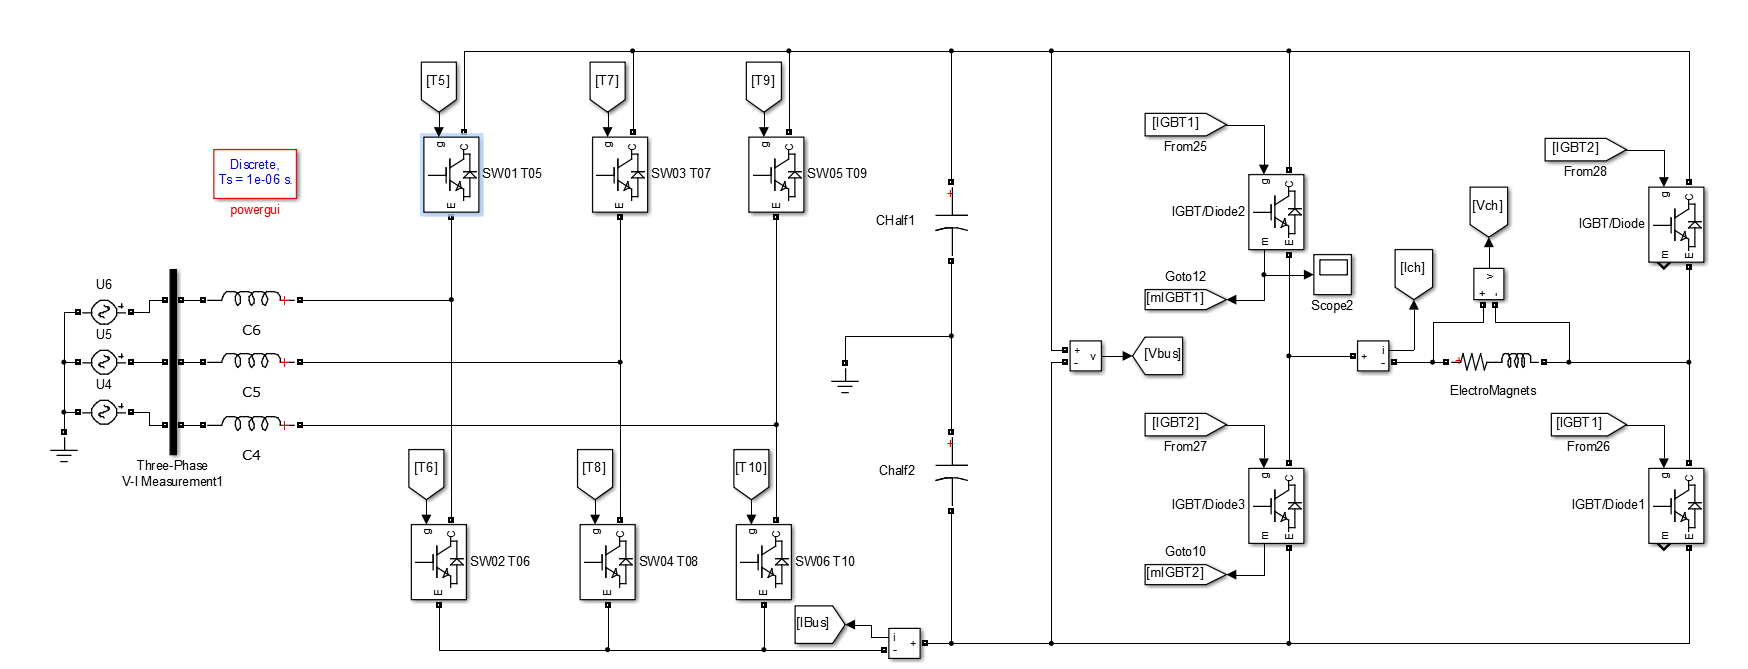 [T5]
[T7]
[T9]
g
C
E
SW01 T05
g
C
E
SW03 T07
g
C
E
SW05 T09
Discrete,
Ts = 1e-06 s.
powergui
[IGBT1]
From25
g
C
m
E
IGBT/Diode2
[IGBT2]
From28
g
C
m
E
IGBT/Diode
+
CHalf1
[Vch]
[Ich]
v
+
-
Goto12
[mIGBT1]
Scope2
U6
+
U5
+
U4
+
+
C6
+
C5
+
C4
Three-Phase
V-I Measurement1
+
-
v
[Vbus]
+
i
-
+
ElectroMagnets
[T6]
[T8]
[T10]
g
C
E
SW02 T06
g
C
E
SW04 T08
g
C
E
SW06 T10
+
Chalf2
[IGBT2]
From27
g
C
m
E
IGBT/Diode3
[IGBT1]
From26
g
C
m
E
IGBT/Diode1
Goto10
[mIGBT2]
[IBus]
i
+
-